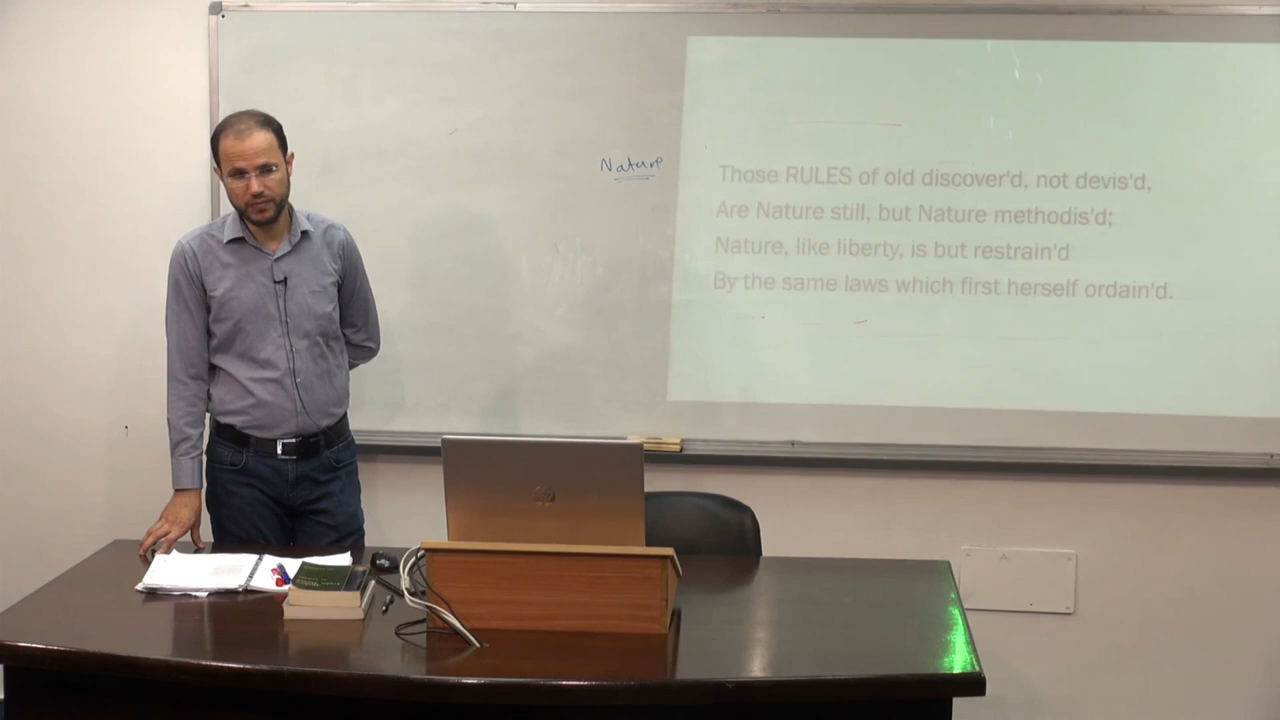 Nature
Those RULES of old discover'd, not devis'd,
Are Nature still, but Nature methodis'd;
Nature, like liberty, is but restrain'd
By the same laws which first herself ordain'd.
hp